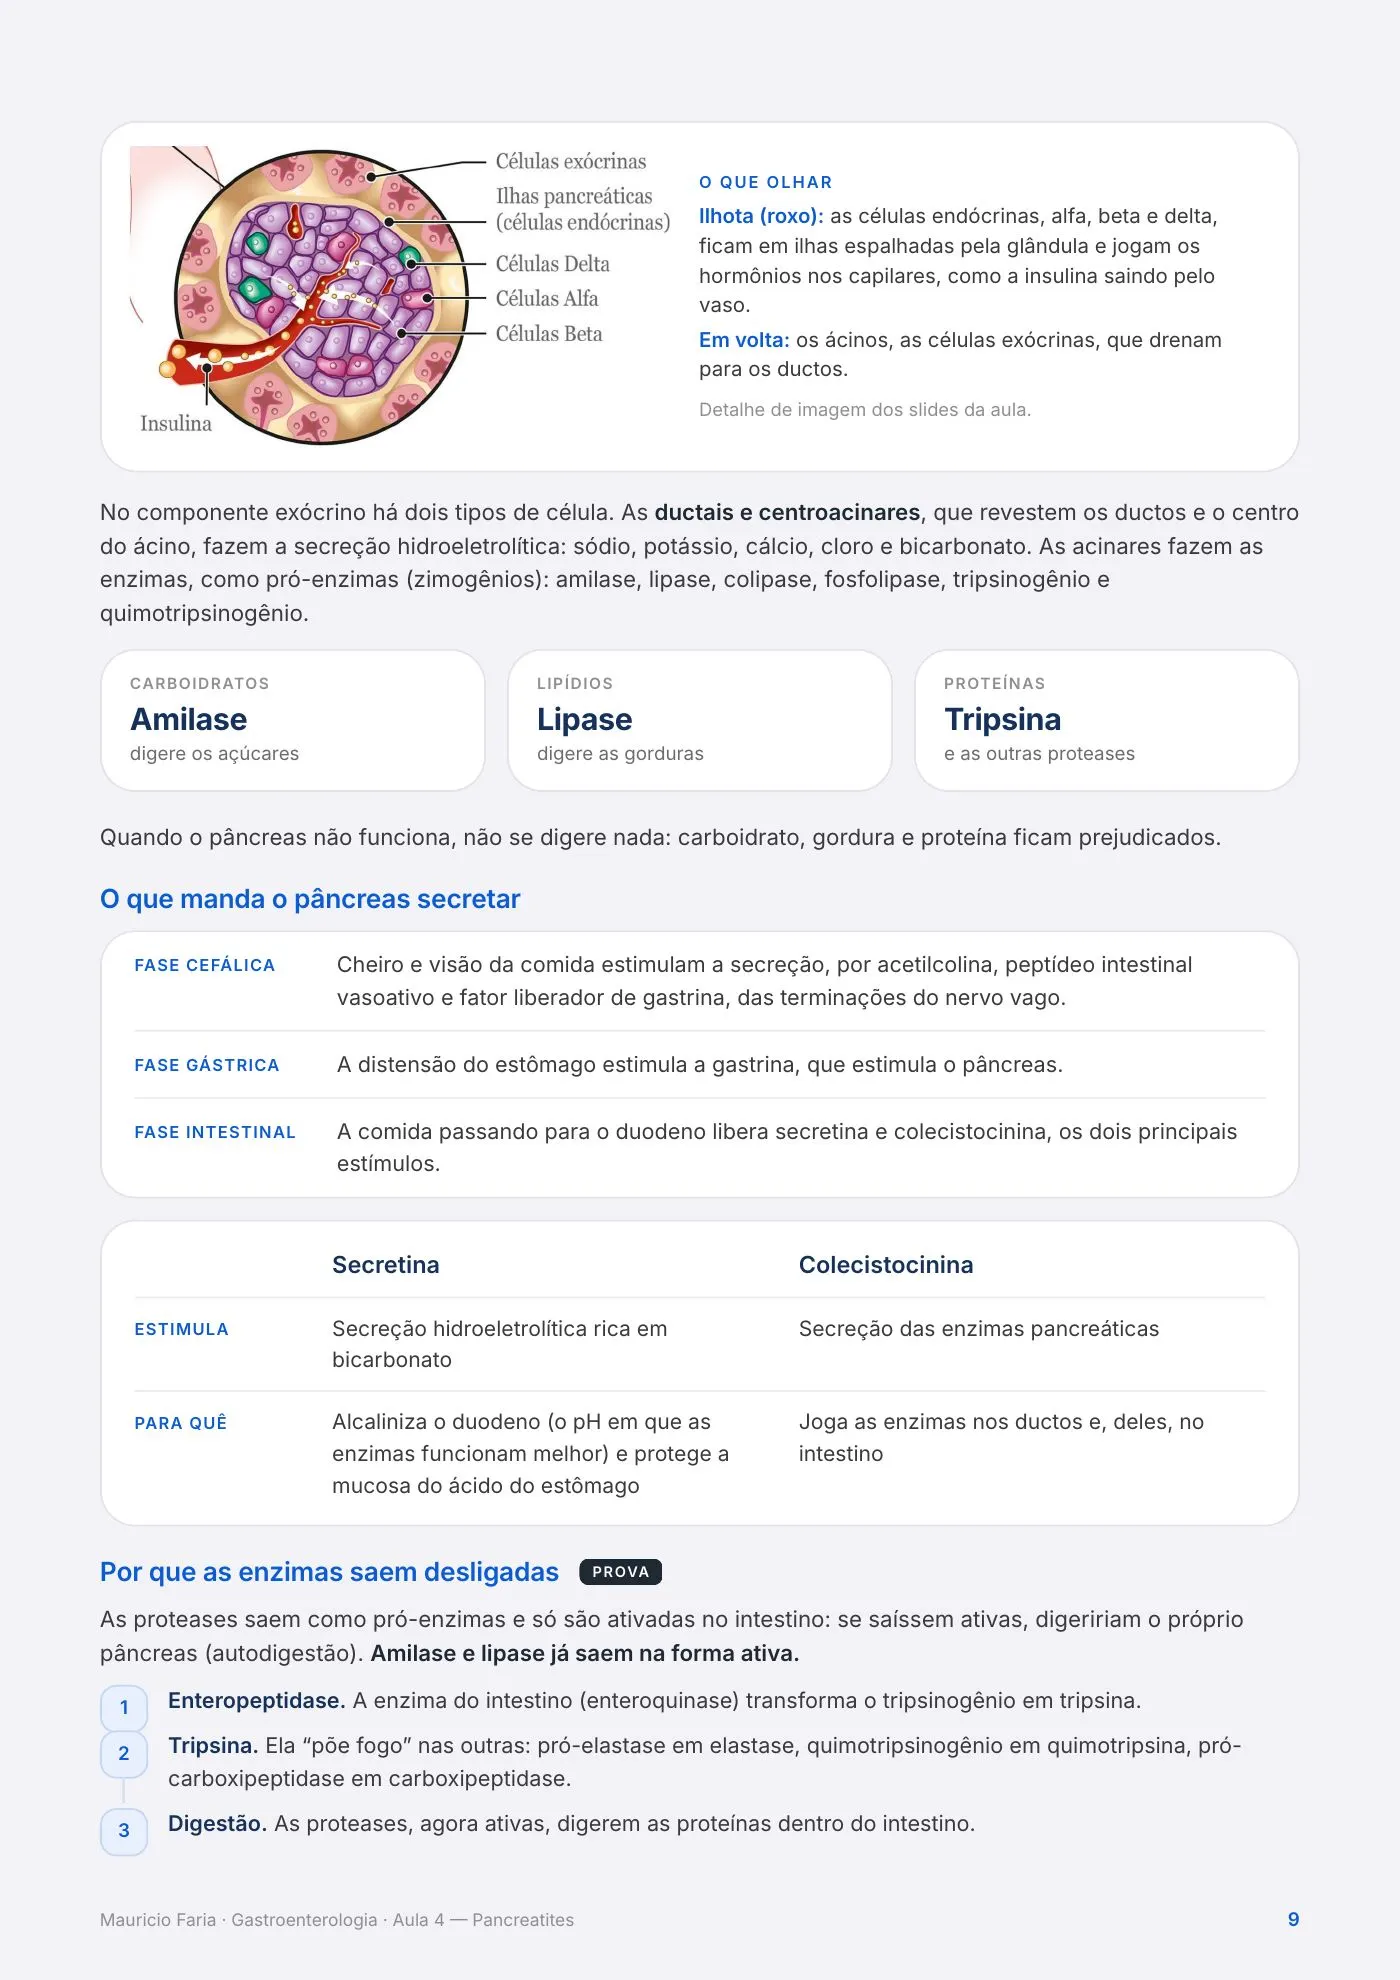 Células exócrinas
Ilhas pancreáticas
(células endócrinas)
Células Delta
Células Alfa
Células Beta
Insulina
O QUE OLHAR
Ilhota (roxo): as células endócrinas, alfa, beta e delta,
ficam em ilhas espalhadas pela glândula e jogam os
hormônios nos capilares, como a insulina saindo pelo
vaso.
Em volta: os ácinos, as células exócrinas, que drenam
para os ductos.
Detalhe de imagem dos slides da aula.
No componente exócrino há dois tipos de célula. As ductais e centroacinares, que revestem os ductos e o centro
do ácino, fazem a secreção hidroeletrolítica: sódio, potássio, cálcio, cloro e bicarbonato. As acinares fazem as
enzimas, como pró-enzimas (zimogênios): amilase, lipase, colipase, fosfolipase, tripsinogênio e
quimotripsinogênio.
CARBOIDRATOS
Amilase
digere os açúcares
LIPÍDIOS
Lipase
digere as gorduras
PROTEÍNAS
Tripsina
e as outras proteases
Quando o pâncreas não funciona, não se digere nada: carboidrato, gordura e proteína ficam prejudicados.
O que manda o pâncreas secretar
FASE CEFÁLICA
Cheiro e visão da comida estimulam a secreção, por acetilcolina, peptídeo intestinal
vasoativo e fator liberador de gastrina, das terminações do nervo vago.
FASE GÁSTRICA
A distensão do estômago estimula a gastrina, que estimula o pâncreas.
FASE INTESTINAL
A comida passando para o duodeno libera secretina e colecistocinina, os dois principais
estímulos.
Secretina
Colecistocinina
ESTIMULA
Secreção hidroeletrolítica rica em
bicarbonato
Secreção das enzimas pancreáticas
PARA QUÊ
Alcaliniza o duodeno (o pH em que as
enzimas funcionam melhor) e protege a
mucosa do ácido do estômago
Joga as enzimas nos ductos e, deles, no
intestino
Por que as enzimas saem desligadas PROVA
As proteases saem como pró-enzimas e só são ativadas no intestino: se saíssem ativas, digeririam o próprio
pâncreas (autodigestão). Amilase e lipase já saem na forma ativa.
1 Enteropeptidase. A enzima do intestino (enteroquinase) transforma o tripsinogênio em tripsina.
2 Tripsina. Ela “põe fogo” nas outras: pró-elastase em elastase, quimotripsinogênio em quimotripsina, pró-
carboxipeptidase em carboxipeptidase.
3 Digestão. As proteases, agora ativas, digerem as proteínas dentro do intestino.
Mauricio Faria · Gastroenterologia · Aula 4 — Pancreatites
9